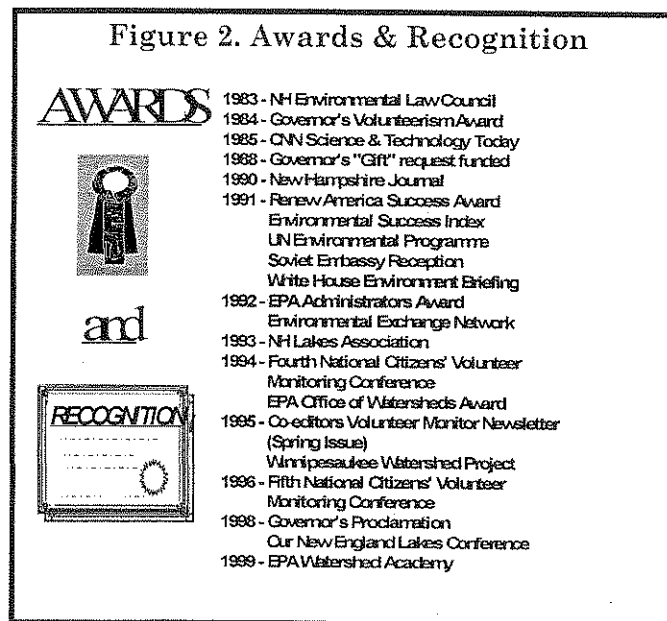 Figure 2. Awards & Recognition
AWARDS
and
RECOGNITION
1983 - NH Environmental Law Council
1984 - Governor's Volunteerism Award
1985 - CNN Science & Technology Today
1988 - Governor's "Gift" request funded
1990 - New Hampshire Journal
1991 - Renew America Success Award
Environmental Success Index
UN Environmental Programme
Soviet Embassy Reception
White House Environment Briefing
1992 - EPA Administrators Award
Environmental Exchange Network
1993 - NH Lakes Association
1994 - Fourth National Citizens' Volunteer
Monitoring Conference
EPA Office of Watersheds Award
1995 - Co-editors Volunteer Monitor Newsletter
(Spring Issue)
Winnipesaukee Watershed Project
1996 - Fifth National Citizens' Volunteer
Monitoring Conference
1998 - Governor's Proclamation
Our New England Lakes Conference
1999 - EPA Watershed Academy